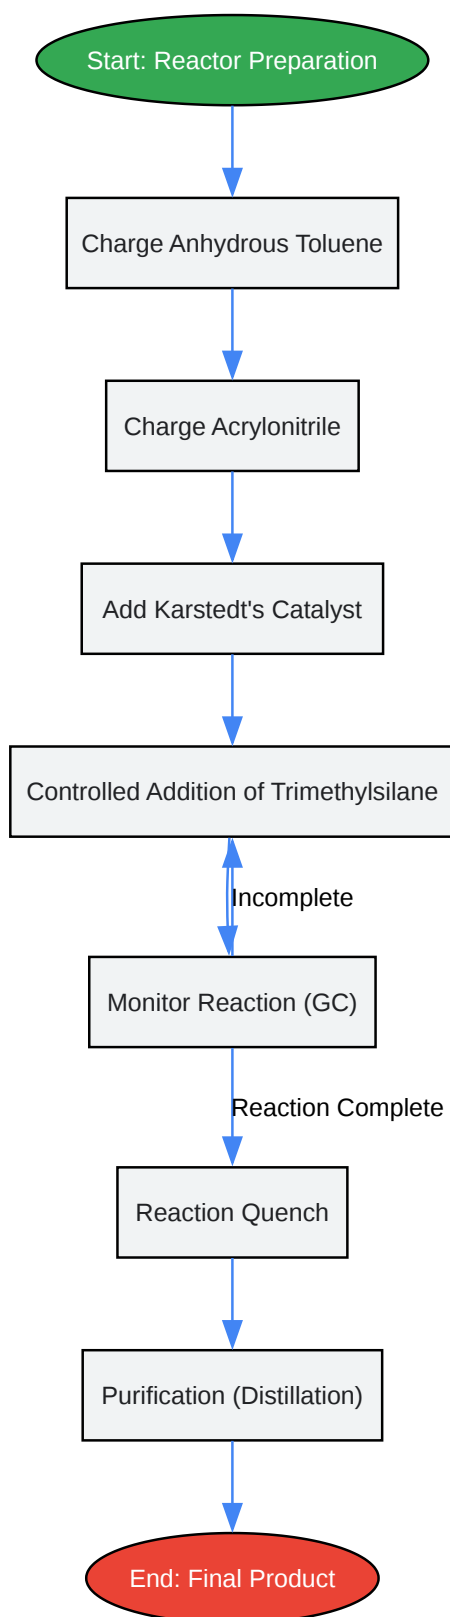 Start: Reactor Preparation
Charge Anhydrous Toluene
Charge Acrylonitrile
Add Karstedt's Catalyst
Controlled Addition of Trimethylsilane
Incomplete
Monitor Reaction (GC)
Reaction Complete
Reaction Quench
Purification (Distillation)
End: Final Product